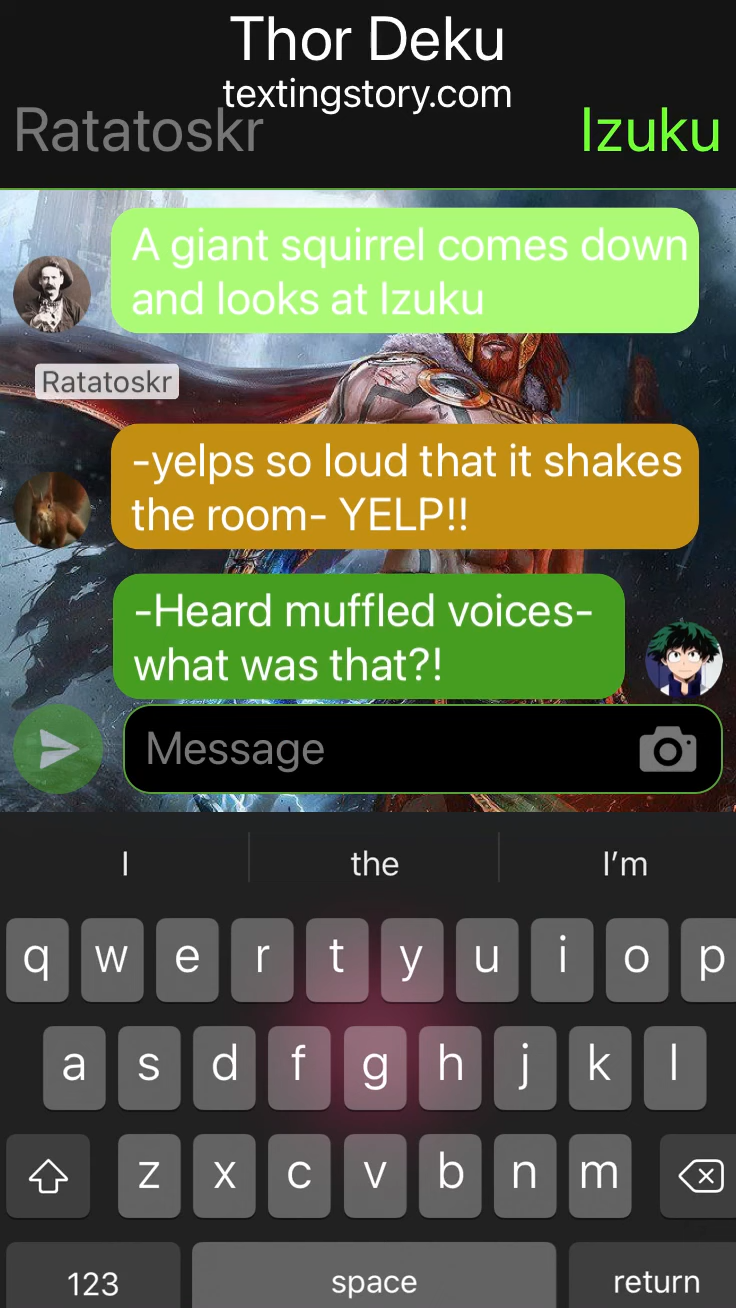 Thor Deku
textingstory.com
Ratatoskr
Izuku
A giant squirrel comes down
and looks at Izuku
Ratatoskr
-yelps so loud that it shakes
the room- YELP!!
-Heard muffled voices-
what was that?!
Message
I the I’m
q w e r t y u i o p
a s d f g h j k l
z x c v b n m
123 space return